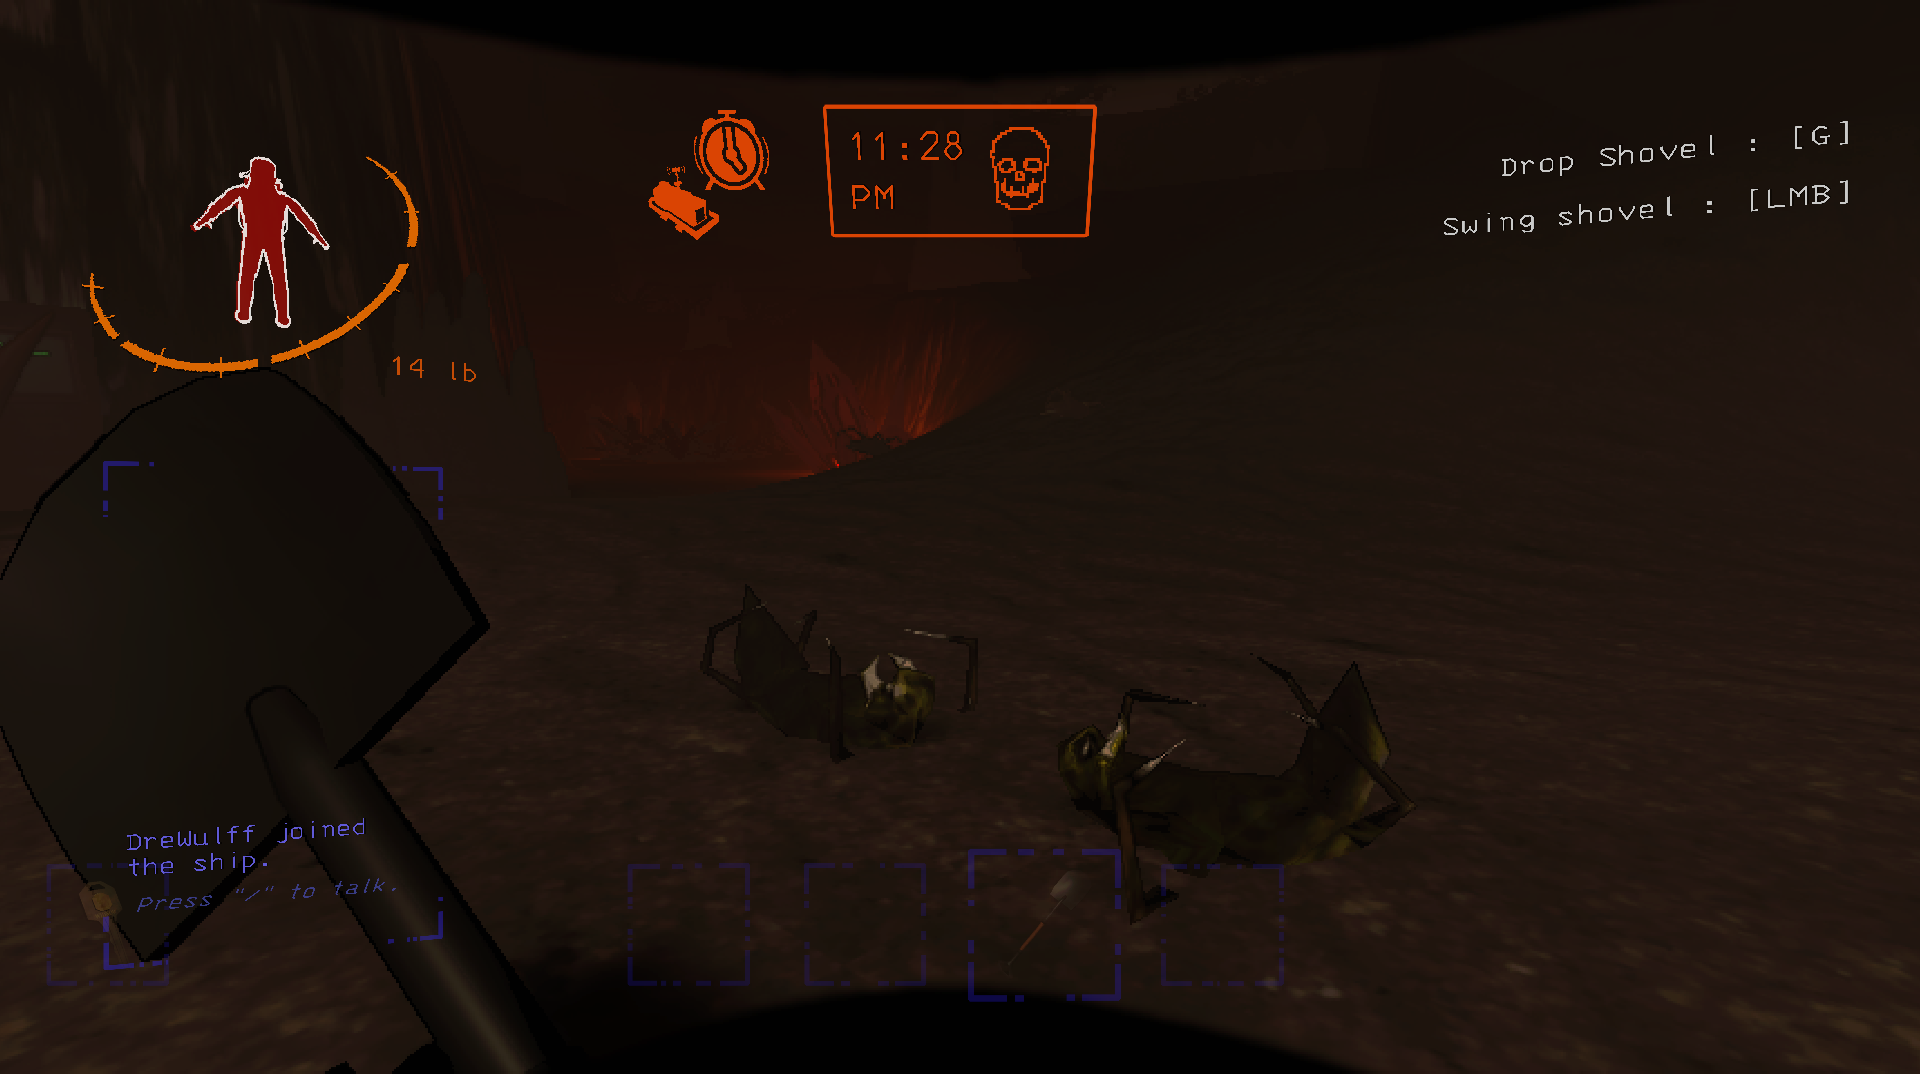 11:28
PM
Drop Shovel : [G]
Swing shovel : [LMB]
14 lb
DreWulff joined
the ship.
Press "/" to talk.